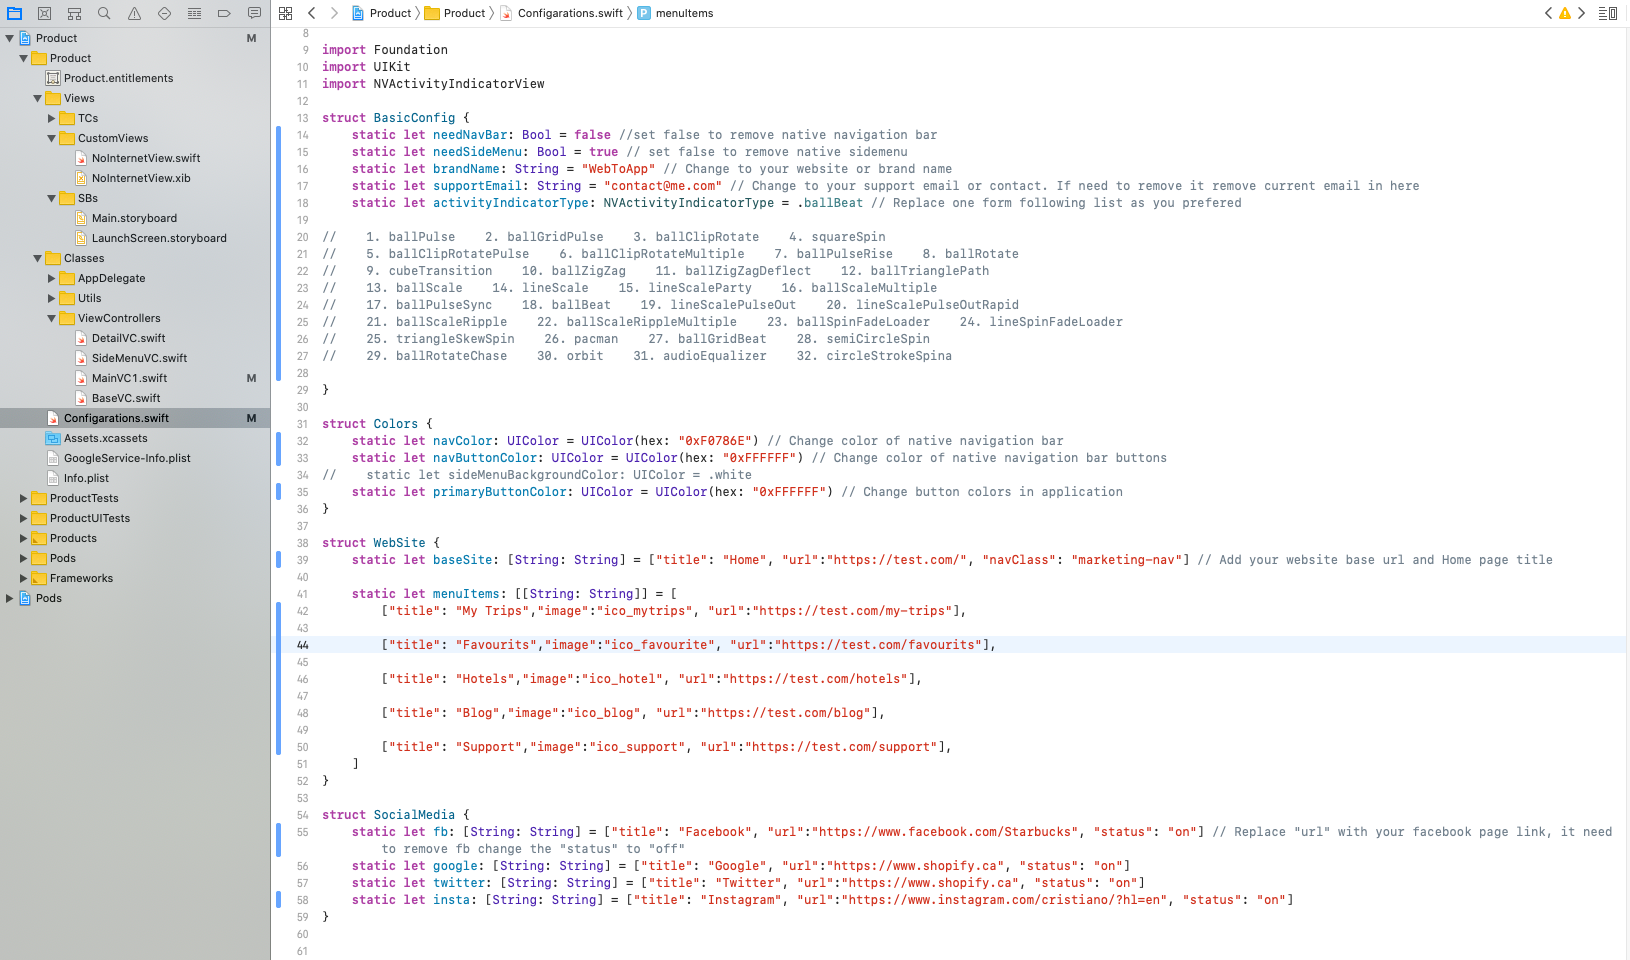 Product 〉 Product 〉 Configarations.swift 〉 P menuItems
Product M
Product
Product.entitlements
Views
TCs
CustomViews
NoInternetView.swift
NoInternetView.xib
SBs
Main.storyboard
LaunchScreen.storyboard
Classes
AppDelegate
Utils
ViewControllers
DetailVC.swift
SideMenuVC.swift
MainVC1.swift M
BaseVC.swift
Configarations.swift M
Assets.xcassets
GoogleService-Info.plist
Info.plist
ProductTests
ProductUITests
Products
Pods
Frameworks
Pods
8
9 import Foundation
10 import UIKit
11 import NVActivityIndicatorView
12
13 struct BasicConfig {
14 static let needNavBar: Bool = false //set false to remove native navigation bar
15 static let needSideMenu: Bool = true // set false to remove native sidemenu
16 static let brandName: String = "WebToApp" // Change to your website or brand name
17 static let supportEmail: String = "contact@me.com" // Change to your support email or contact. If need to remove it remove current email in here
18 static let activityIndicatorType: NVActivityIndicatorType = .ballBeat // Replace one form following list as you prefered
19
20 // 1. ballPulse 2. ballGridPulse 3. ballClipRotate 4. squareSpin
21 // 5. ballClipRotatePulse 6. ballClipRotateMultiple 7. ballPulseRise 8. ballRotate
22 // 9. cubeTransition 10. ballZigZag 11. ballZigZagDeflect 12. ballTrianglePath
23 // 13. ballScale 14. lineScale 15. lineScaleParty 16. ballScaleMultiple
24 // 17. ballPulseSync 18. ballBeat 19. lineScalePulseOut 20. lineScalePulseOutRapid
25 // 21. ballScaleRipple 22. ballScaleRippleMultiple 23. ballSpinFadeLoader 24. lineSpinFadeLoader
26 // 25. triangleSkewSpin 26. pacman 27. ballGridBeat 28. semiCircleSpin
27 // 29. ballRotateChase 30. orbit 31. audioEqualizer 32. circleStrokeSpina
28
29 }
30
31 struct Colors {
32 static let navColor: UIColor = UIColor(hex: "0xF0786E") // Change color of native navigation bar
33 static let navButtonColor: UIColor = UIColor(hex: "0xFFFFFF") // Change color of native navigation bar buttons
34 // static let sideMenuBackgroundColor: UIColor = .white
35 static let primaryButtonColor: UIColor = UIColor(hex: "0xFFFFFF") // Change button colors in application
36 }
37
38 struct WebSite {
39 static let baseSite: [String: String] = ["title": "Home", "url":"https://test.com/", "navClass": "marketing-nav"] // Add your website base url and Home page title
40
41 static let menuItems: [[String: String]] = [
42 ["title": "My Trips","image":"ico_mytrips", "url":"https://test.com/my-trips"],
43
44 ["title": "Favourits","image":"ico_favourite", "url":"https://test.com/favourits"],
45
46 ["title": "Hotels","image":"ico_hotel", "url":"https://test.com/hotels"],
47
48 ["title": "Blog","image":"ico_blog", "url":"https://test.com/blog"],
49
50 ["title": "Support","image":"ico_support", "url":"https://test.com/support"],
51 ]
52 }
53
54 struct SocialMedia {
55 static let fb: [String: String] = ["title": "Facebook", "url":"https://www.facebook.com/Starbucks", "status": "on"] // Replace "url" with your facebook page link, it need
to remove fb change the "status" to "off"
56 static let google: [String: String] = ["title": "Google", "url":"https://www.shopify.ca", "status": "on"]
57 static let twitter: [String: String] = ["title": "Twitter", "url":"https://www.shopify.ca", "status": "on"]
58 static let insta: [String: String] = ["title": "Instagram", "url":"https://www.instagram.com/cristiano/?hl=en", "status": "on"]
59 }
60
61